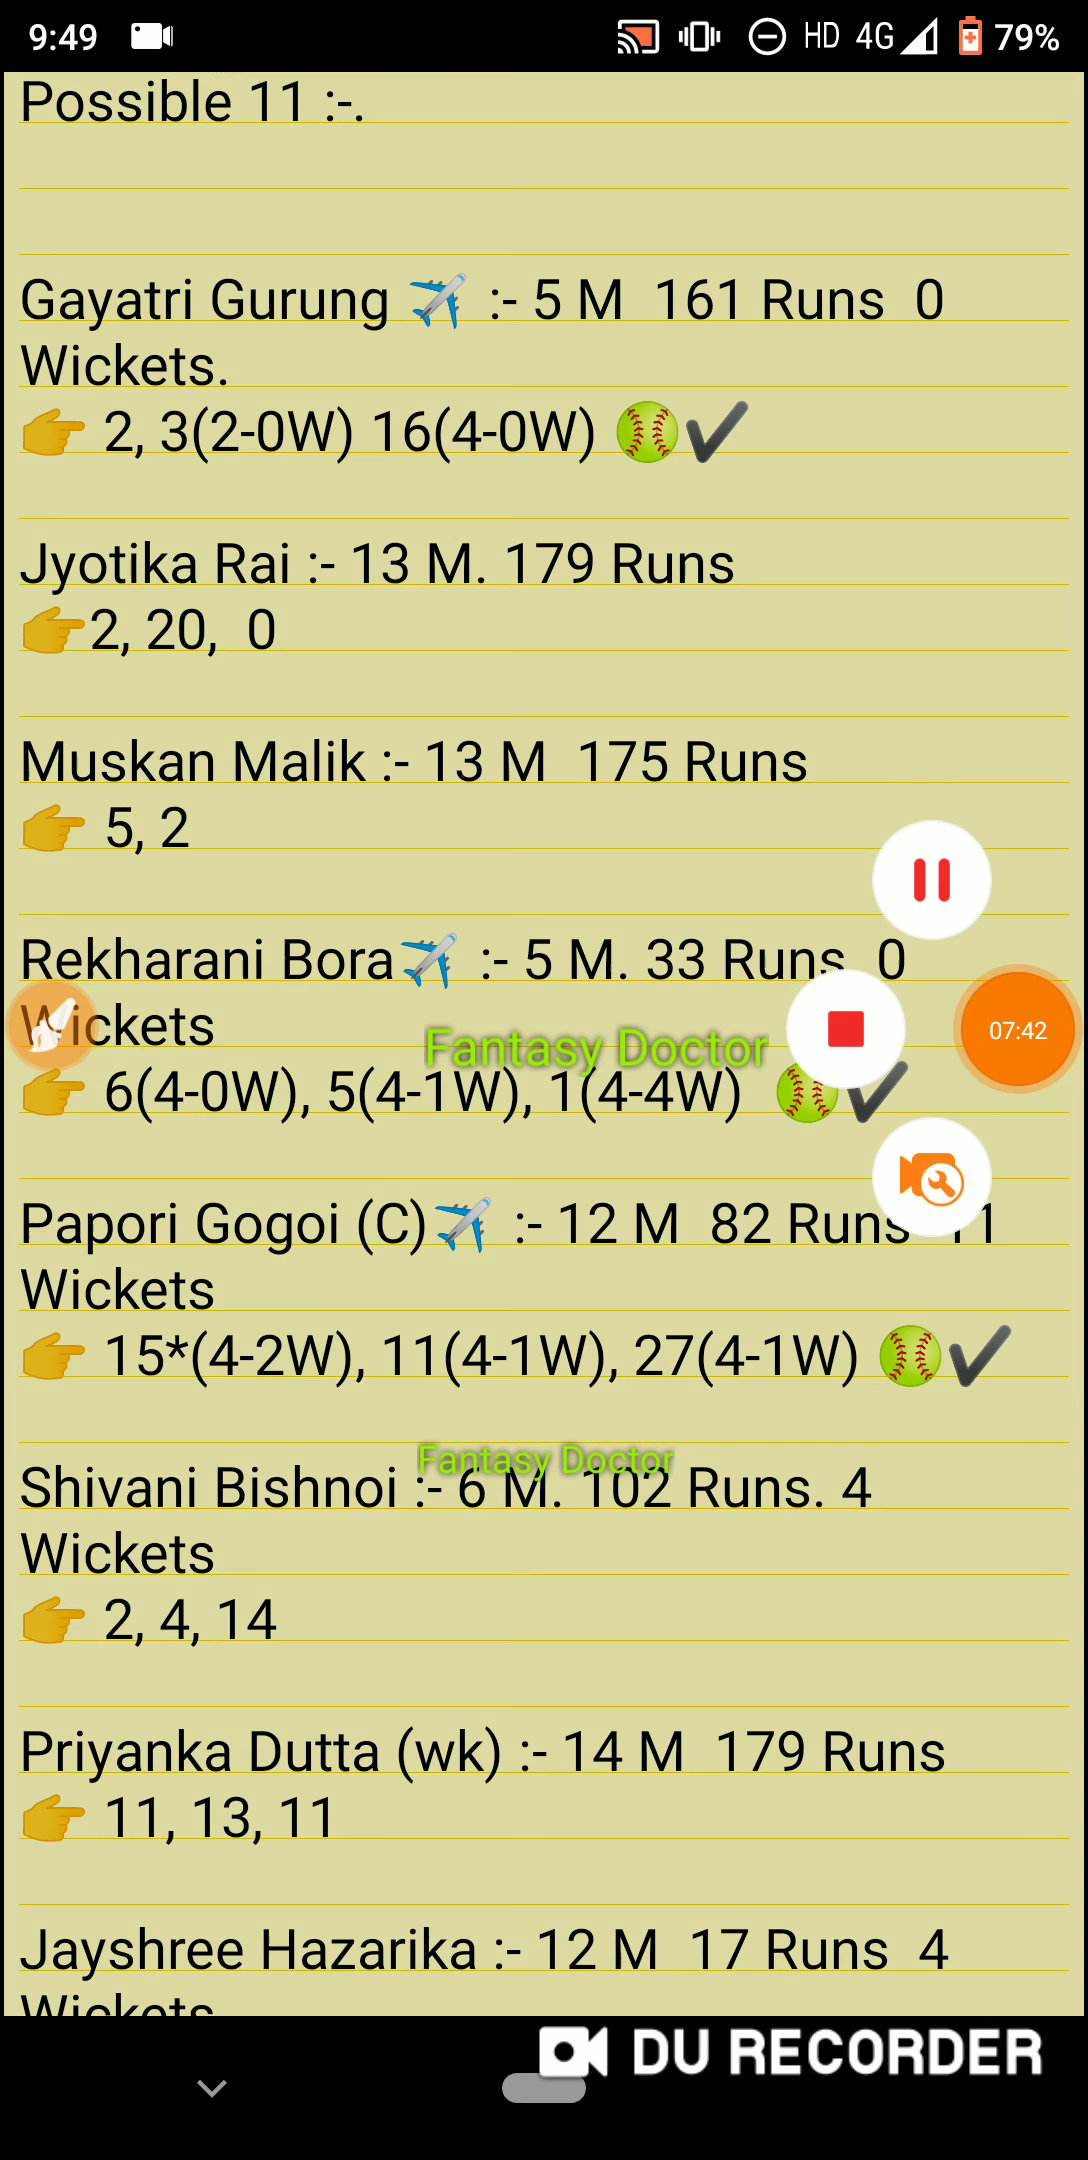 9:49 HD 4G 79%
Possible 11 :-.
Gayatri Gurung ✈️ :- 5 M 161 Runs 0
Wickets.
👉 2, 3(2-0W) 16(4-0W) 🥎✔️
Jyotika Rai :- 13 M. 179 Runs
👉2, 20, 0
Muskan Malik :- 13 M 175 Runs
👉 5, 2
Rekharani Bora✈️ :- 5 M. 33 Runs 0
Wickets
07:42
Fantasy Doctor
👉 6(4-0W), 5(4-1W), 1(4-4W) 🥎✔️
Papori Gogoi (C)✈️ :- 12 M 82 Runs 11
Wickets
👉 15*(4-2W), 11(4-1W), 27(4-1W) 🥎✔️
Fantasy Doctor
Shivani Bishnoi :- 6 M. 102 Runs. 4
Wickets
👉 2, 4, 14
Priyanka Dutta (wk) :- 14 M 179 Runs
👉 11, 13, 11
Jayshree Hazarika :- 12 M 17 Runs 4
Wickets
DU RECORDER